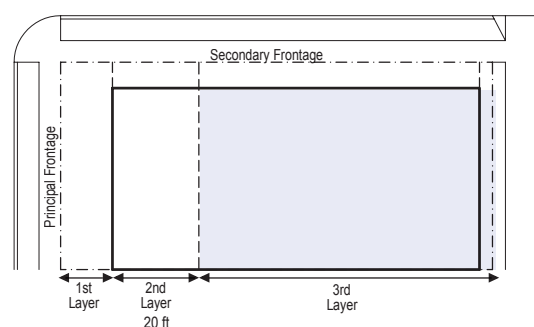 Secondary Frontage
Principal Frontage
1st
Layer
2nd
Layer
20 ft
3rd
Layer